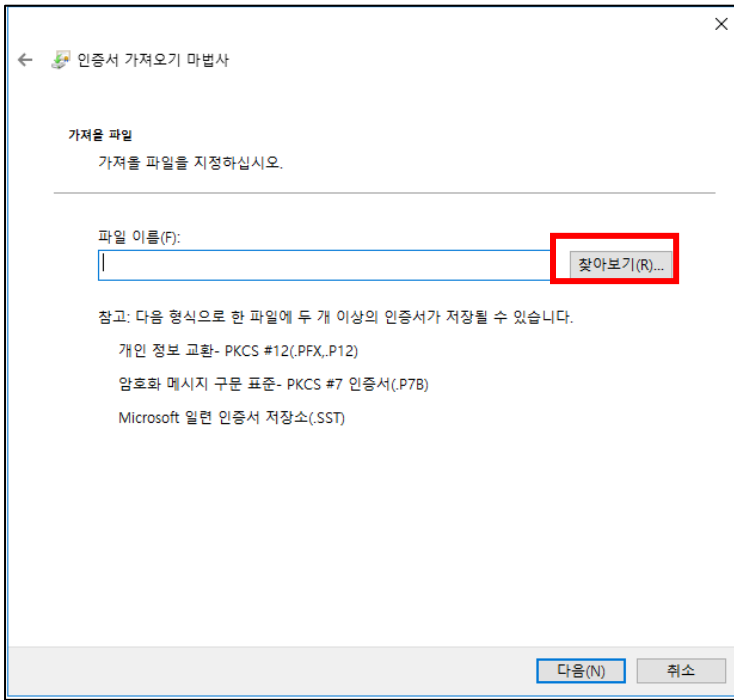 인증서 가져오기 마법사
가져올 파일
가져올 파일을 지정하십시오.
파일 이름(F):
찾아보기(R)...
참고: 다음 형식으로 한 파일에 두 개 이상의 인증서가 저장될 수 있습니다.
개인 정보 교환- PKCS #12(.PFX,.P12)
암호화 메시지 구문 표준- PKCS #7 인증서(.P7B)
Microsoft 일련 인증서 저장소(.SST)
다음(N)
취소